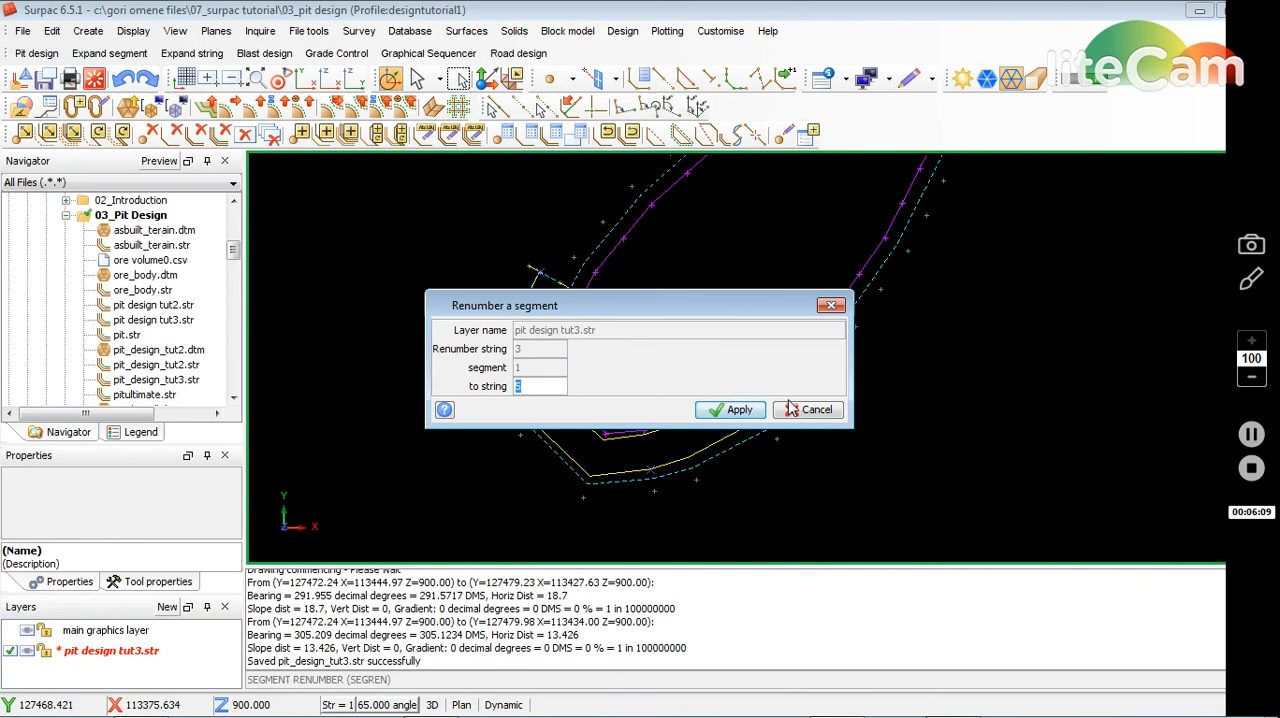 Surpac 6.5.1 - c:\gori omene files\07_surpac tutorial\03_pit design (Profile:designtutorial1)
File Edit Create Display View Planes Inquire File tools Survey Database Surfaces Solids Block model Design Plotting Customise Help
Pit design Expand segment Expand string Blast design Grade Control Graphical Sequencer Road design
liteCam
Navigator Preview
All Files (*.*)
02_Introduction
03_Pit Design
asbuilt_terain.dtm
asbuilt_terain.str
ore volume0.csv
ore_body.dtm
ore_body.str
pit design tut2.str
pit design tut3.str
pit.str
pit_design_tut2.dtm
pit_design_tut2.str
pit_design_tut3.str
pitultimate.str
Navigator Legend
Properties
(Name)
(Description)
Properties Tool properties
Layers New
main graphics layer
* pit design tut3.str
Renumber a segment
Layer name pit design tut3.str
Renumber string 3
segment 1
to string
Apply Cancel
Y
Z X
100
00:06:09
Drawing commencing - Please wait
From (Y=127472.24 X=113444.97 Z=900.00) to (Y=127479.23 X=113427.63 Z=900.00):
Bearing = 291.955 decimal degrees = 291.5717 DMS, Horiz Dist = 18.7
Slope dist = 18.7, Vert Dist = 0, Gradient: 0 decimal degrees = 0 DMS = 0 % = 1 in 100000000
From (Y=127472.24 X=113444.97 Z=900.00) to (Y=127479.98 X=113434.00 Z=900.00):
Bearing = 305.209 decimal degrees = 305.1234 DMS, Horiz Dist = 13.426
Slope dist = 13.426, Vert Dist = 0, Gradient: 0 decimal degrees = 0 DMS = 0 % = 1 in 100000000
Saved pit_design_tut3.str successfully
SEGMENT RENUMBER (SEGREN)
Y 127468.421 X 113375.634 Z 900.000 Str = 1 65.000 angle 3D Plan Dynamic